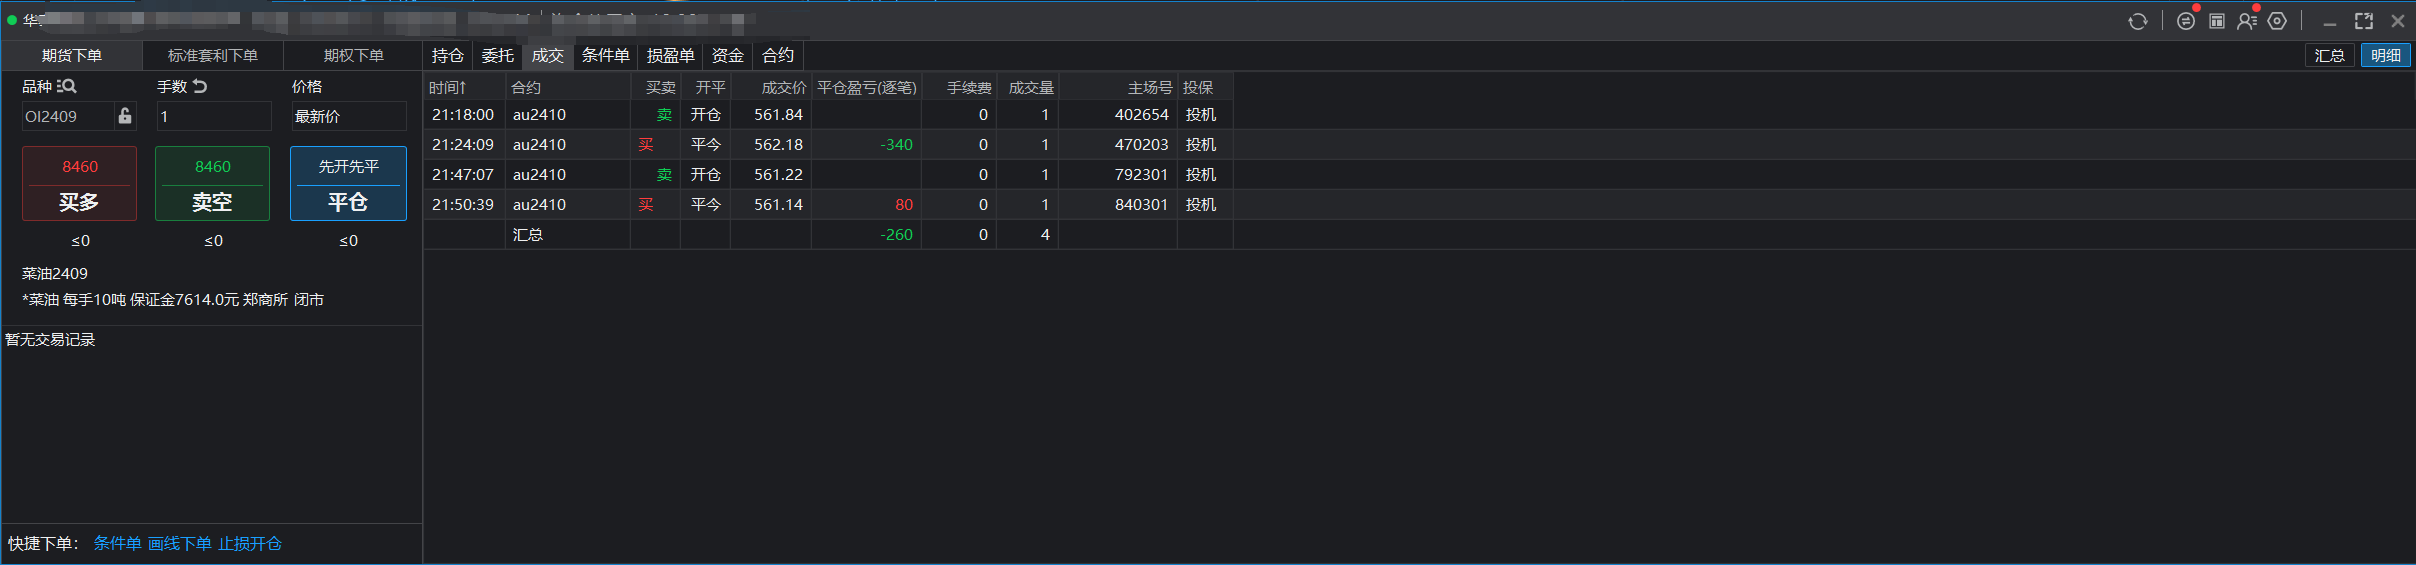 华
期货下单 标准套利下单 期权下单 持仓 委托 成交 条件单 损盈单 资金 合约 汇总 明细
品种 手数 价格
OI2409 1 最新价
8460 8460 先开先平
买多 卖空 平仓
≤0 ≤0 ≤0
菜油2409
*菜油 每手10吨 保证金7614.0元 郑商所 闭市
暂无交易记录
快捷下单： 条件单 画线下单 止损开仓
时间↑ 合约 买卖 开平 成交价 平仓盈亏(逐笔) 手续费 成交量 主场号 投保
21:18:00 au2410 卖 开仓 561.84 0 1 402654 投机
21:24:09 au2410 买 平今 562.18 -340 0 1 470203 投机
21:47:07 au2410 卖 开仓 561.22 0 1 792301 投机
21:50:39 au2410 买 平今 561.14 80 0 1 840301 投机
汇总 -260 0 4